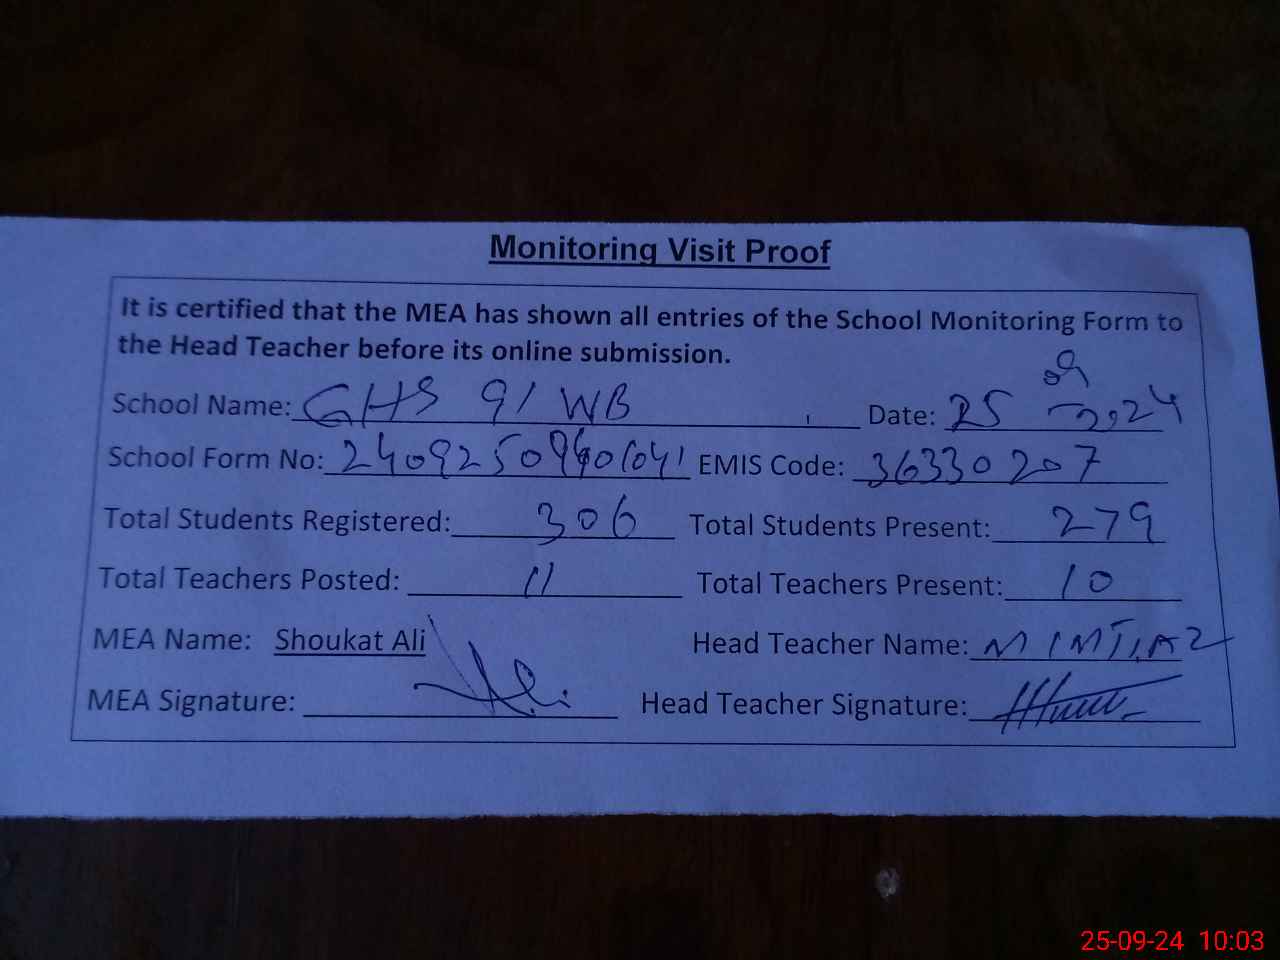 Monitoring Visit Proof
It is certified that the MEA has shown all entries of the School Monitoring Form to
the Head Teacher before its online submission.
School Name: GHS 91 WB Date: 25 09 2024
School Form No: EMIS Code: 36330207
Total Students Registered: 306 Total Students Present: 279
Total Teachers Posted: 11 Total Teachers Present: 10
MEA Name: Shoukat Ali Head Teacher Name: M IMTIAZ
MEA Signature: Head Teacher Signature:
25-09-24 10:03